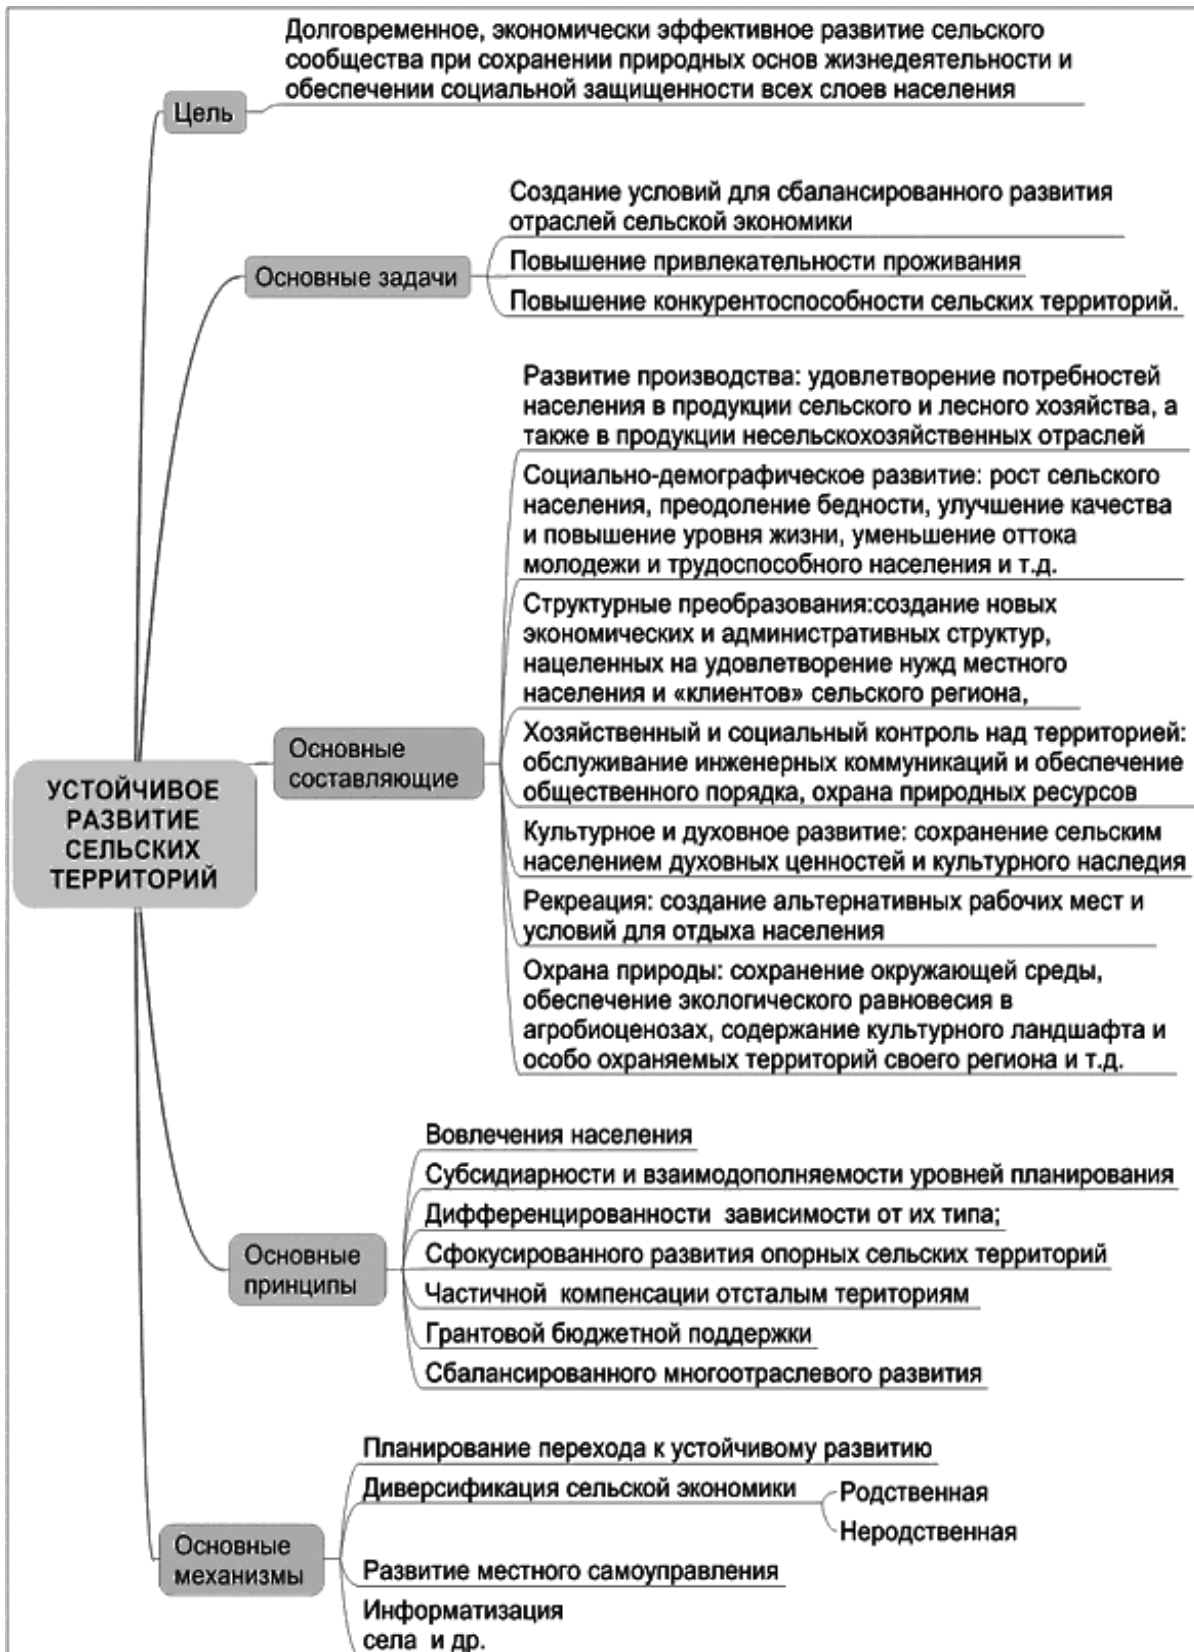 Долговременное, экономически эффективное развитие сельского
сообщества при сохранении природных основ жизнедеятельности и
обеспечении социальной защищенности всех слоев населения
Цель
Создание условий для сбалансированного развития
отраслей сельской экономики
Основные задачи
Повышение привлекательности проживания
Повышение конкурентоспособности сельских территорий.
Развитие производства: удовлетворение потребностей
населения в продукции сельского и лесного хозяйства, а
также в продукции несельскохозяйственных отраслей
Социально-демографическое развитие: рост сельского
населения, преодоление бедности, улучшение качества
и повышение уровня жизни, уменьшение оттока
молодежи и трудоспособного населения и т.д.
Структурные преобразования:создание новых
экономических и административных структур,
нацеленных на удовлетворение нужд местного
населения и «клиентов» сельского региона,
Основные
составляющие
Хозяйственный и социальный контроль над территорией:
обслуживание инженерных коммуникаций и обеспечение
общественного порядка, охрана природных ресурсов
УСТОЙЧИВОЕ
РАЗВИТИЕ
СЕЛЬСКИХ
ТЕРРИТОРИЙ
Культурное и духовное развитие: сохранение сельским
населением духовных ценностей и культурного наследия
Рекреация: создание альтернативных рабочих мест и
условий для отдыха населения
Охрана природы: сохранение окружающей среды,
обеспечение экологического равновесия в
агробиоценозах, содержание культурного ландшафта и
особо охраняемых территорий своего региона и т.д.
Вовлечения населения
Субсидиарности и взаимодополняемости уровней планирования
Дифференцированности зависимости от их типа;
Основные
принципы
Сфокусированного развития опорных сельских территорий
Частичной компенсации отсталым териториям
Грантовой бюджетной поддержки
Сбалансированного многоотраслевого развития
Планирование перехода к устойчивому развитию
Диверсификация сельской экономики
Родственная
Неродственная
Основные
механизмы
Развитие местного самоуправления
Информатизация
села и др.